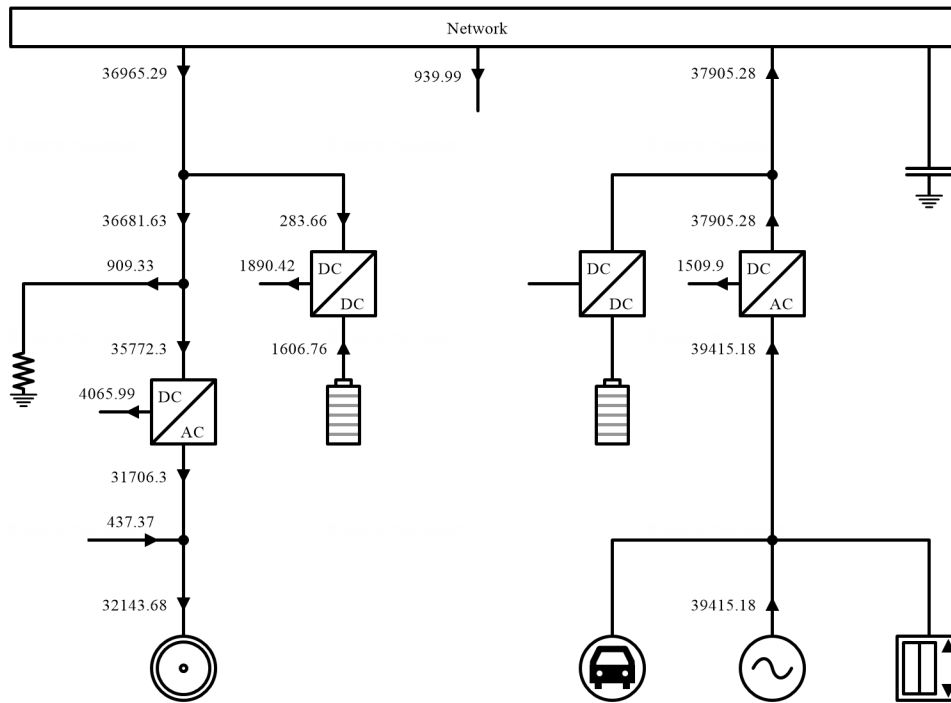 Network
36965.29
939.99
37905.28
36681.63
283.66
37905.28
909.33
1890.42
DC
DC
DC
DC
1509.9
DC
AC
35772.3
1606.76
39415.18
4065.99
DC
AC
31706.3
437.37
32143.68
39415.18